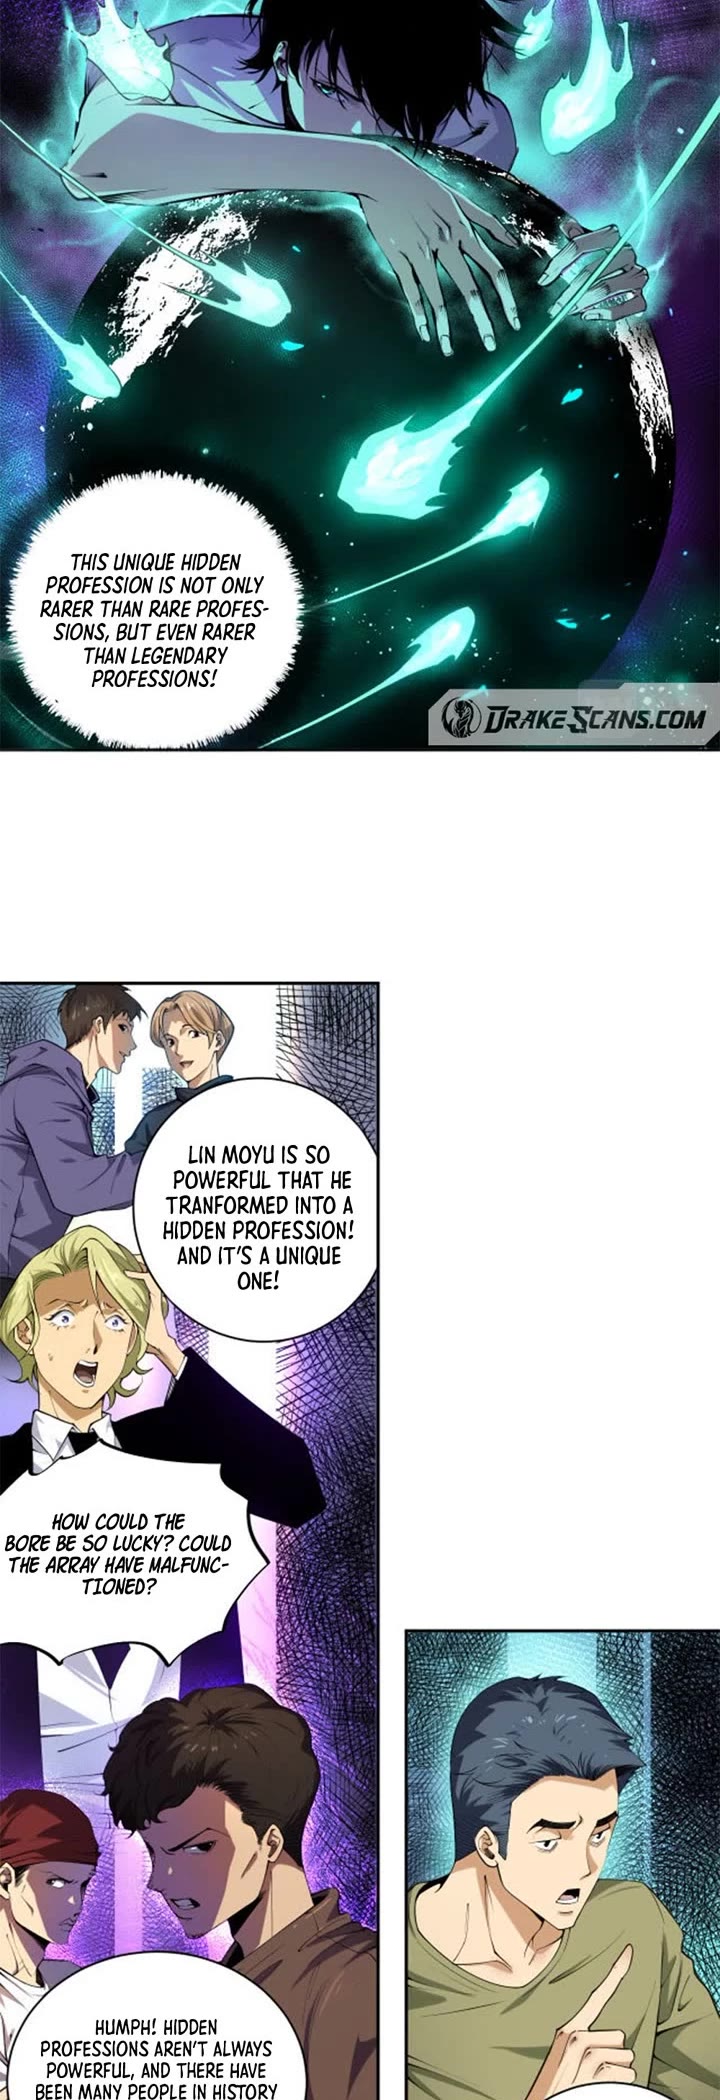 THIS UNIQUE HIDDEN
PROFESSION IS NOT ONLY
RARER THAN RARE PROFES-
SIONS, BUT EVEN RARER
THAN LEGENDARY
PROFESSIONS!
DRAKESCANS.COM
LIN MOYU IS SO
POWERFUL THAT HE
TRANFORMED INTO A
HIDDEN PROFESSION!
AND IT'S A UNIQUE
ONE!
HOW COULD THE
BORE BE SO LUCKY? COULD
THE ARRAY HAVE MALFUNC-
TIONED?
HUMPH! HIDDEN
PROFESSIONS AREN'T ALWAYS
POWERFUL, AND THERE HAVE
BEEN MANY PEOPLE IN HISTORY